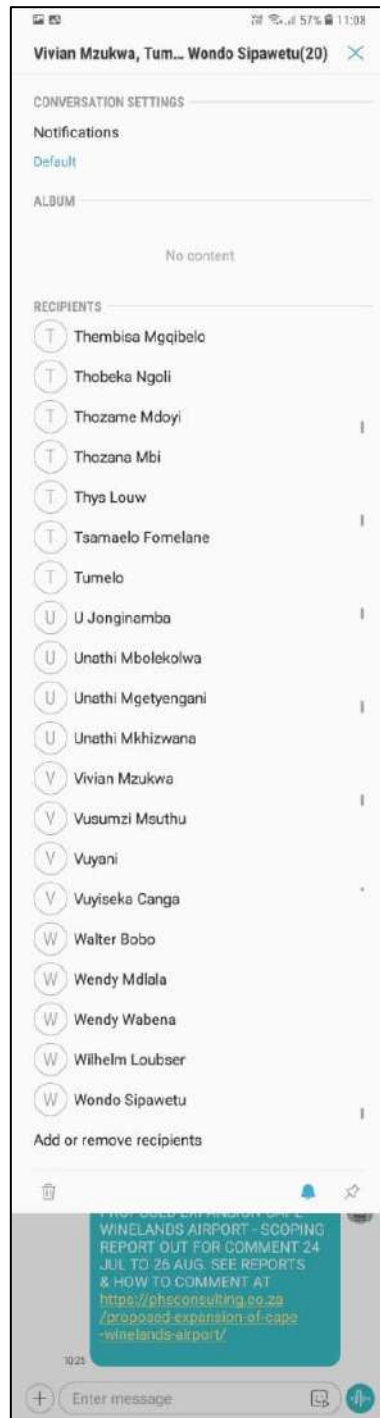 57% 11:08
Vivian Mzukwa, Tum... Wondo Sipawetu(20)
CONVERSATION SETTINGS
Notifications
Default
ALBUM
No content
RECIPIENTS
T Thembisa Mgqibelo
T Thobeka Ngoli
T Thozame Mdoyi
T Thozana Mbi
T Thys Louw
T Tsamaelo Fomelane
T Tumelo
U U Jonginamba
U Unathi Mbolekolwa
U Unathi Mgetyengani
U Unathi Mkhizwana
V Vivian Mzukwa
V Vusumzi Msuthu
V Vuyani
V Vuyiseka Canga
W Walter Bobo
W Wendy Mdlala
W Wendy Wabena
W Wilhelm Loubser
W Wondo Sipawetu
Add or remove recipients
PROPOSED EXPANSION CAPE
WINELANDS AIRPORT - SCOPING
REPORT OUT FOR COMMENT 24
JUL TO 26 AUG. SEE REPORTS
& HOW TO COMMENT AT
https://phsconsulting.co.za
/proposed-expansion-of-cape
-winelands-airport/
10:25
Enter message